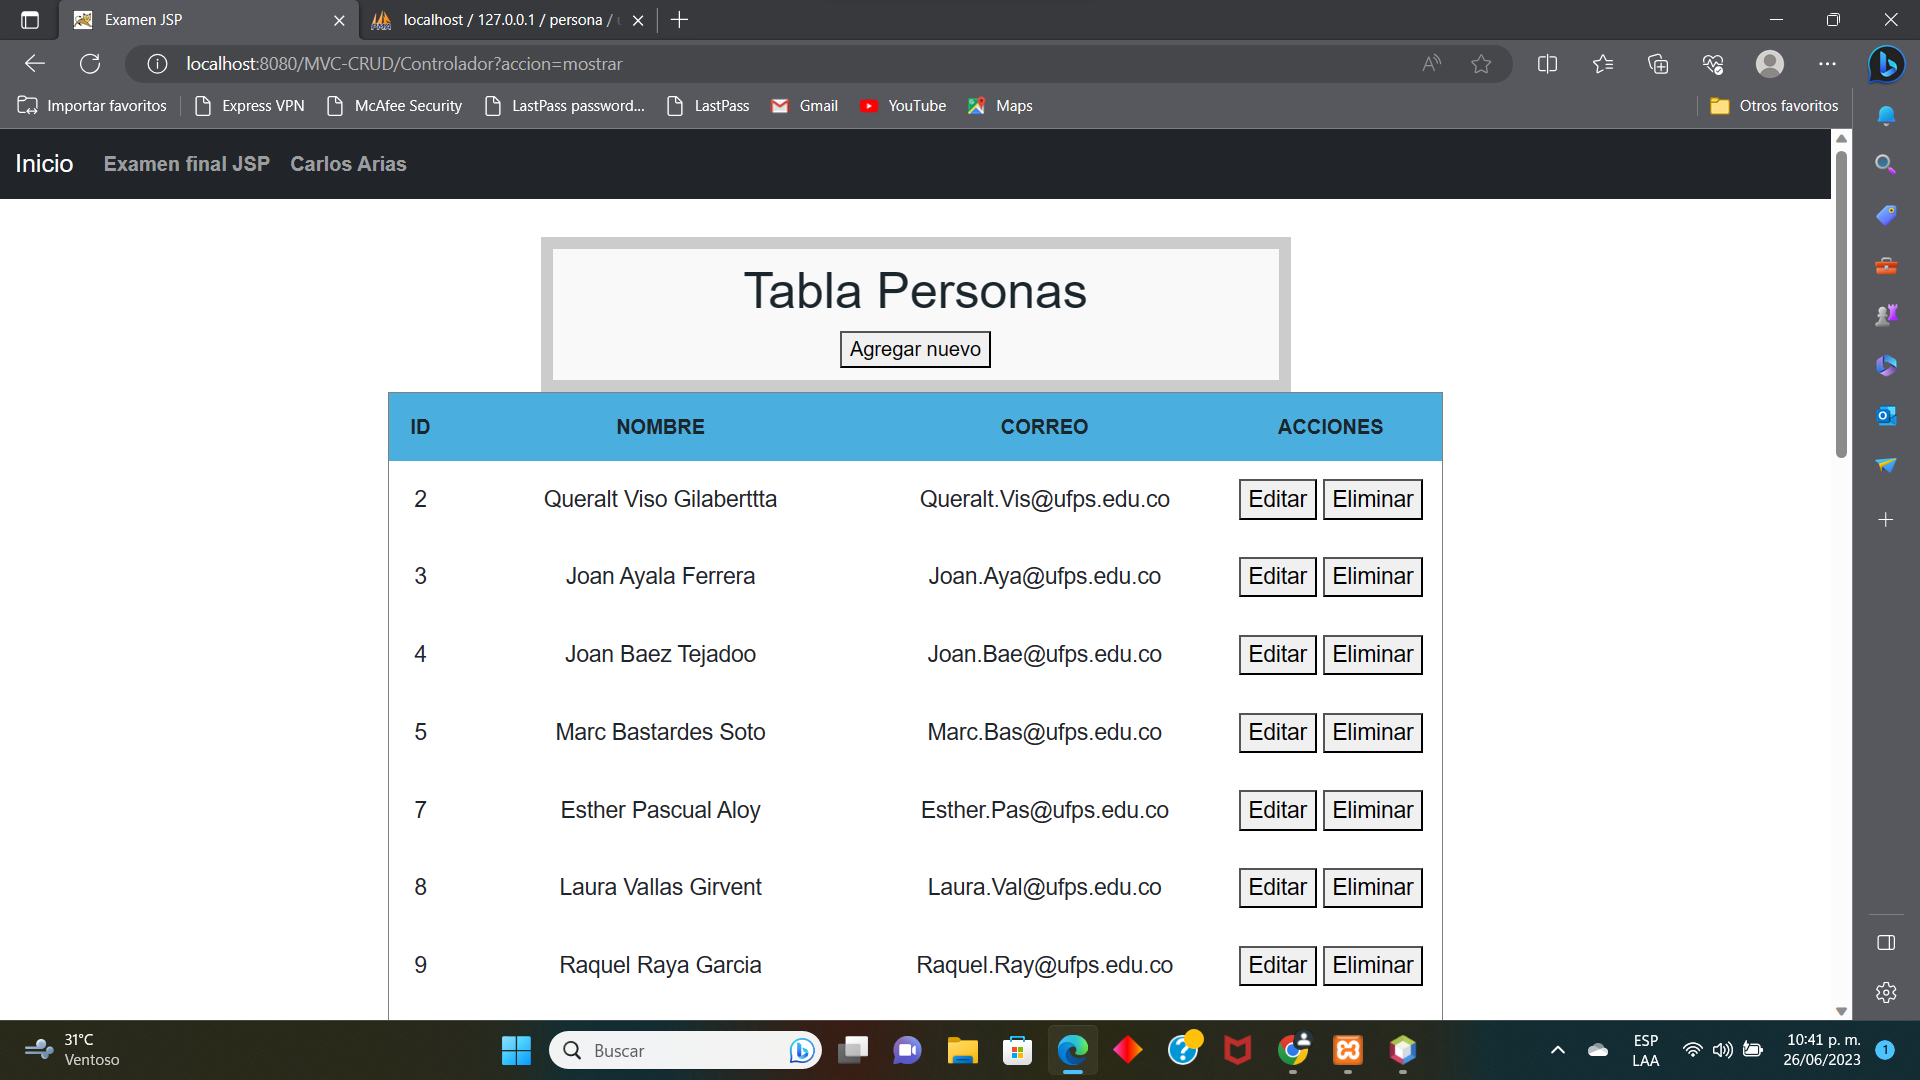 Examen JSP
localhost / 127.0.0.1 / persona /
localhost:8080/MVC-CRUD/Controlador?accion=mostrar
Importar favoritos
Express VPN
McAfee Security
LastPass password...
LastPass
Gmail
YouTube
Maps
Otros favoritos
Inicio
Examen final JSP
Carlos Arias
Tabla Personas
Agregar nuevo
ID NOMBRE CORREO ACCIONES
2 Queralt Viso Gilaberttta Queralt.Vis@ufps.edu.co Editar Eliminar
3 Joan Ayala Ferrera Joan.Aya@ufps.edu.co Editar Eliminar
4 Joan Baez Tejadoo Joan.Bae@ufps.edu.co Editar Eliminar
5 Marc Bastardes Soto Marc.Bas@ufps.edu.co Editar Eliminar
7 Esther Pascual Aloy Esther.Pas@ufps.edu.co Editar Eliminar
8 Laura Vallas Girvent Laura.Val@ufps.edu.co Editar Eliminar
9 Raquel Raya Garcia Raquel.Ray@ufps.edu.co Editar Eliminar
31°C
Ventoso
Buscar
ESP
LAA
10:41 p. m.
26/06/2023
1